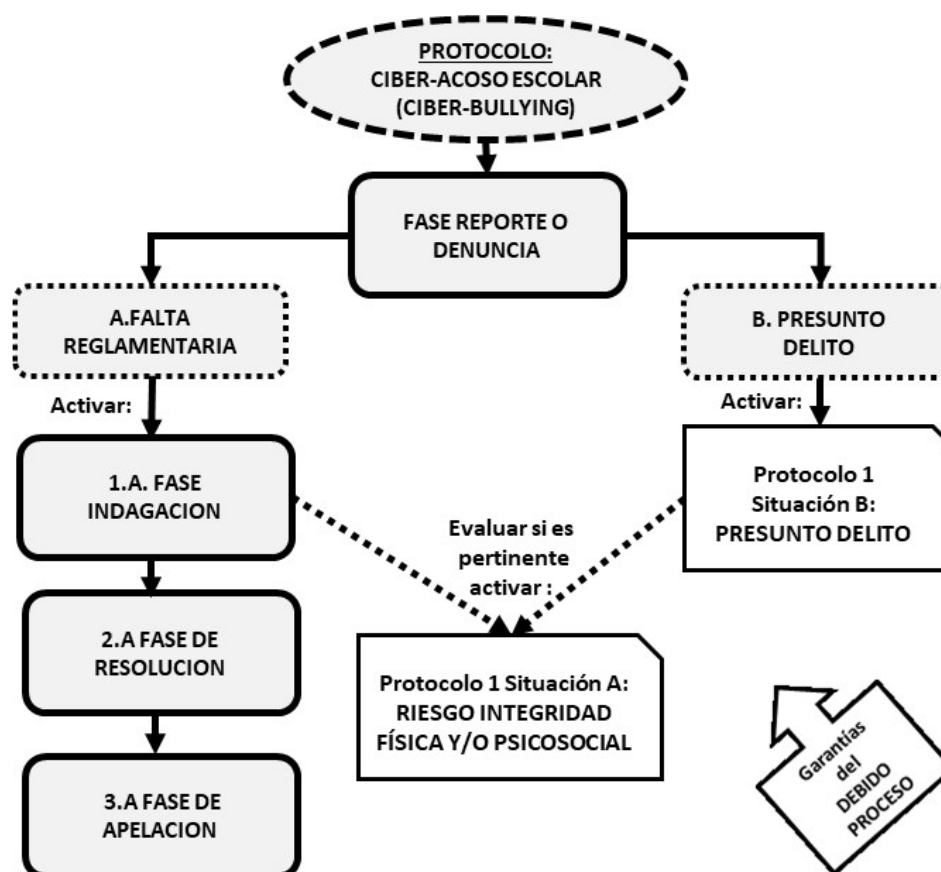 PROTOCOLO:
CIBER-ACOSO ESCOLAR
(CIBER-BULLYING)
FASE REPORTE O
DENUNCIA
A.FALTA
REGLAMENTARIA
B. PRESUNTO
DELITO
Activar:
Activar:
1.A. FASE
INDAGACION
Protocolo 1
Situación B:
PRESUNTO DELITO
Evaluar si es
pertinente
activar :
2.A FASE DE
RESOLUCION
Protocolo 1 Situación A:
RIESGO INTEGRIDAD
FÍSICA Y/O PSICOSOCIAL
Garantías
del
DEBIDO
PROCESO
3.A FASE DE
APELACION